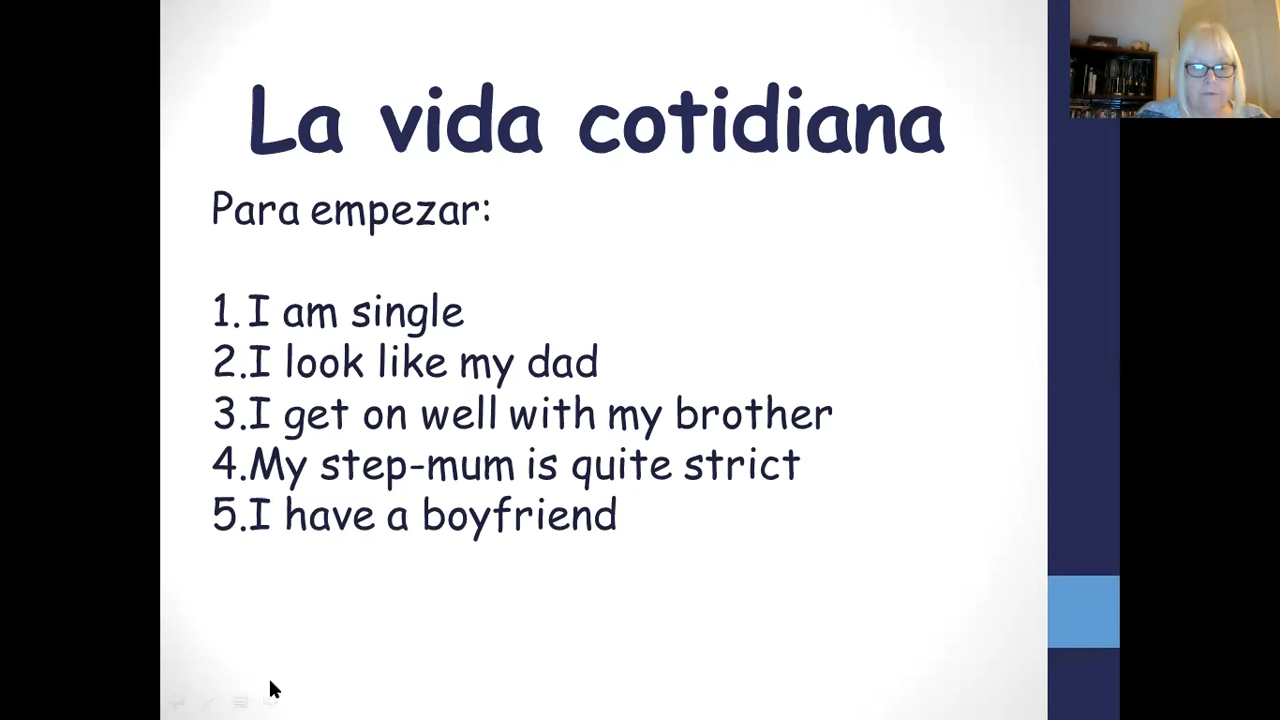 La vida cotidiana
Para empezar:
1. I am single
2.I look like my dad
3.I get on well with my brother
4.My step-mum is quite strict
5.I have a boyfriend